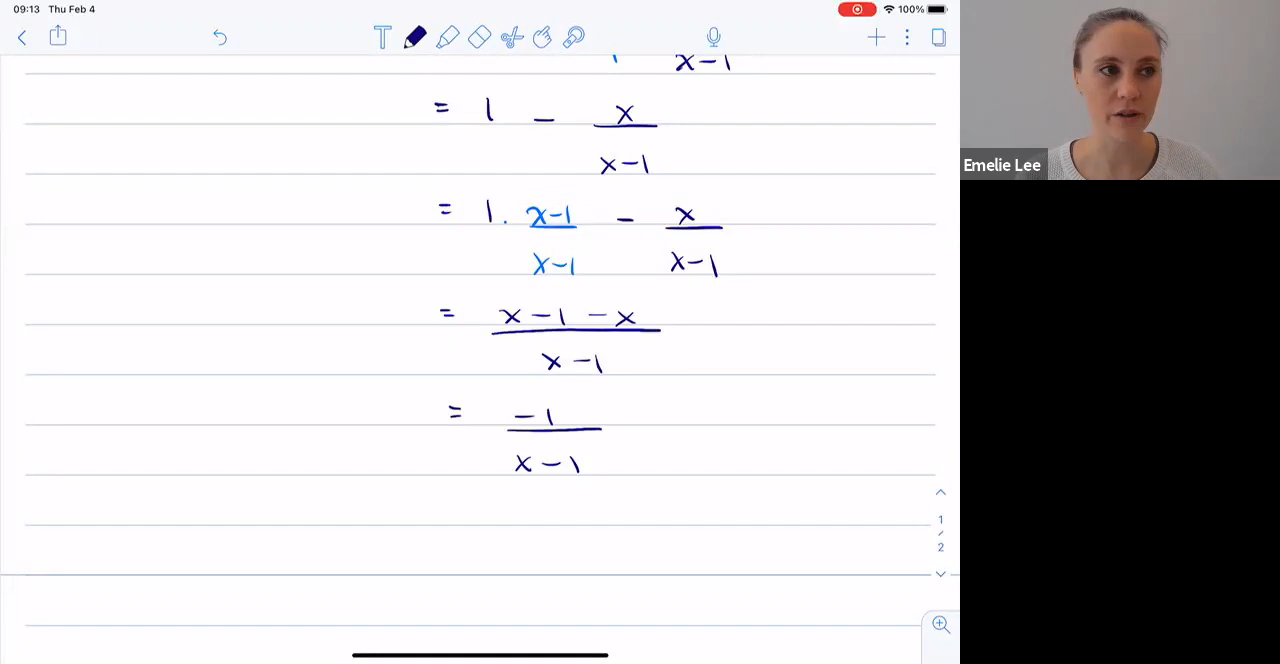 09:13 Thu Feb 4 100%
T
x-1
= 1 - x
x-1
= 1 . x-1 - x
x-1 x-1
= x-1-x
x-1
= -1
x-1
1
/
2
Emelie Lee